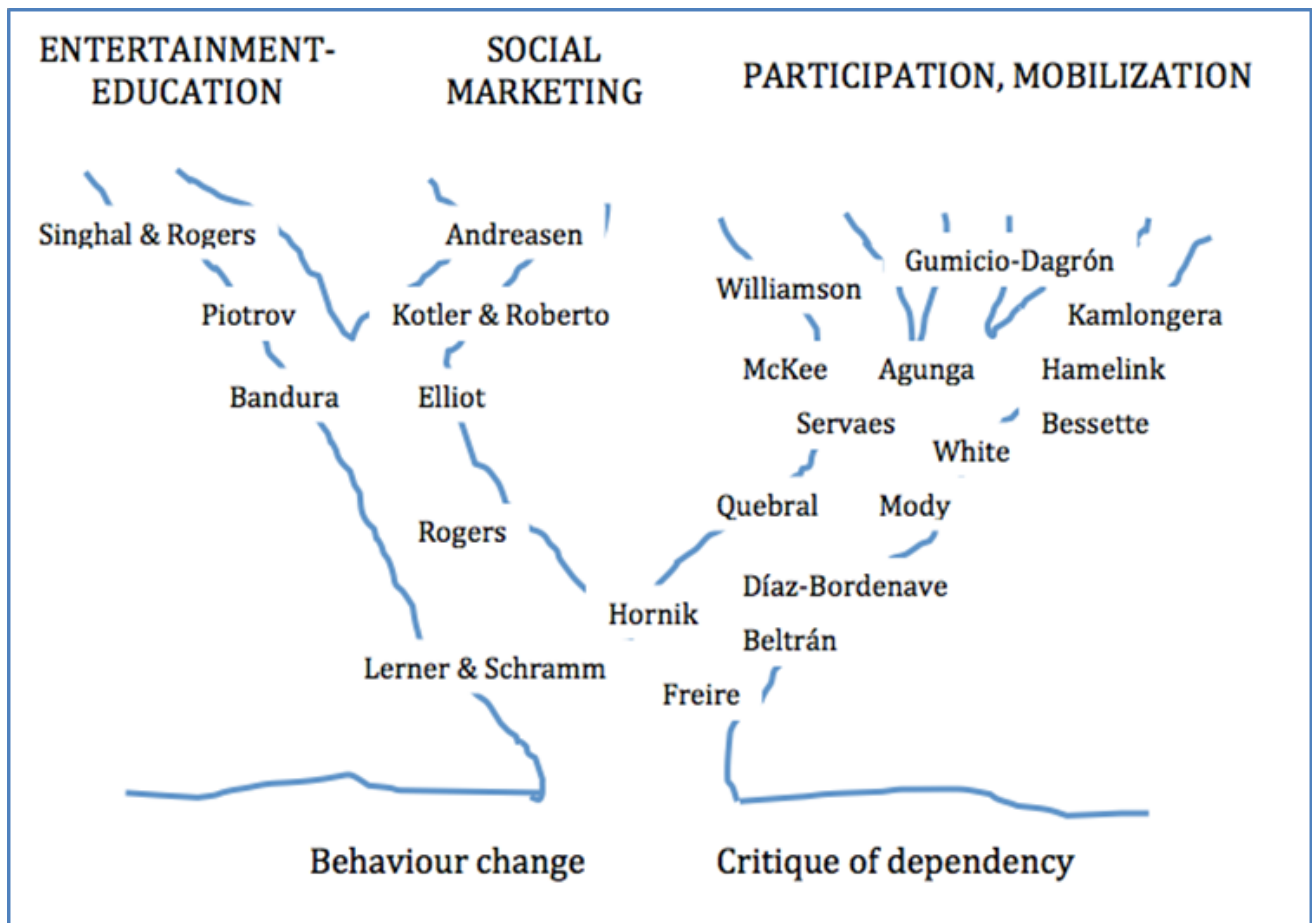 ENTERTAINMENT-
EDUCATION
SOCIAL
MARKETING
PARTICIPATION, MOBILIZATION
Singhal & Rogers
Andreasen
Gumicio-Dagrón
Williamson
Piotrov
Kotler & Roberto
Kamlongera
McKee
Agunga
Hamelink
Bandura
Elliot
Servaes
Bessette
White
Quebral
Mody
Rogers
Díaz-Bordenave
Hornik
Beltrán
Lerner & Schramm
Freire
Behaviour change
Critique of dependency